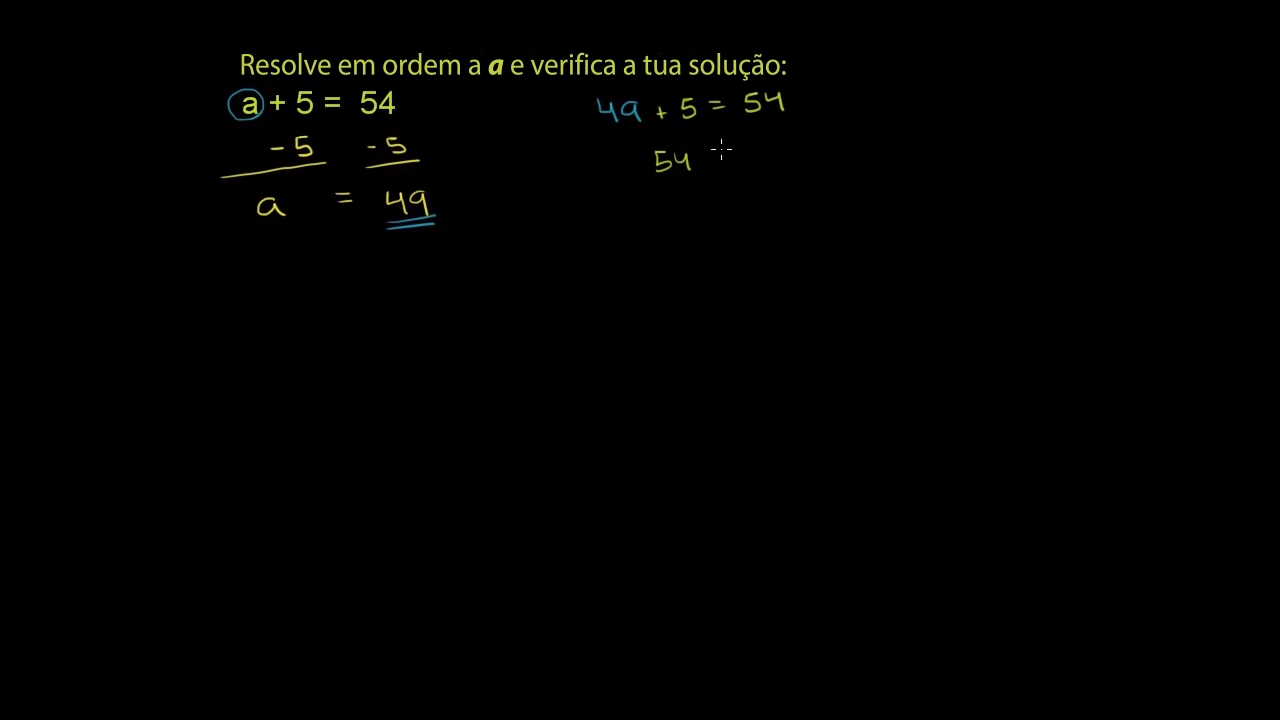 Resolve em ordem a a e verifica a tua solução:
a + 5 = 54
- 5 - 5
a = 49
49 + 5 = 54
54